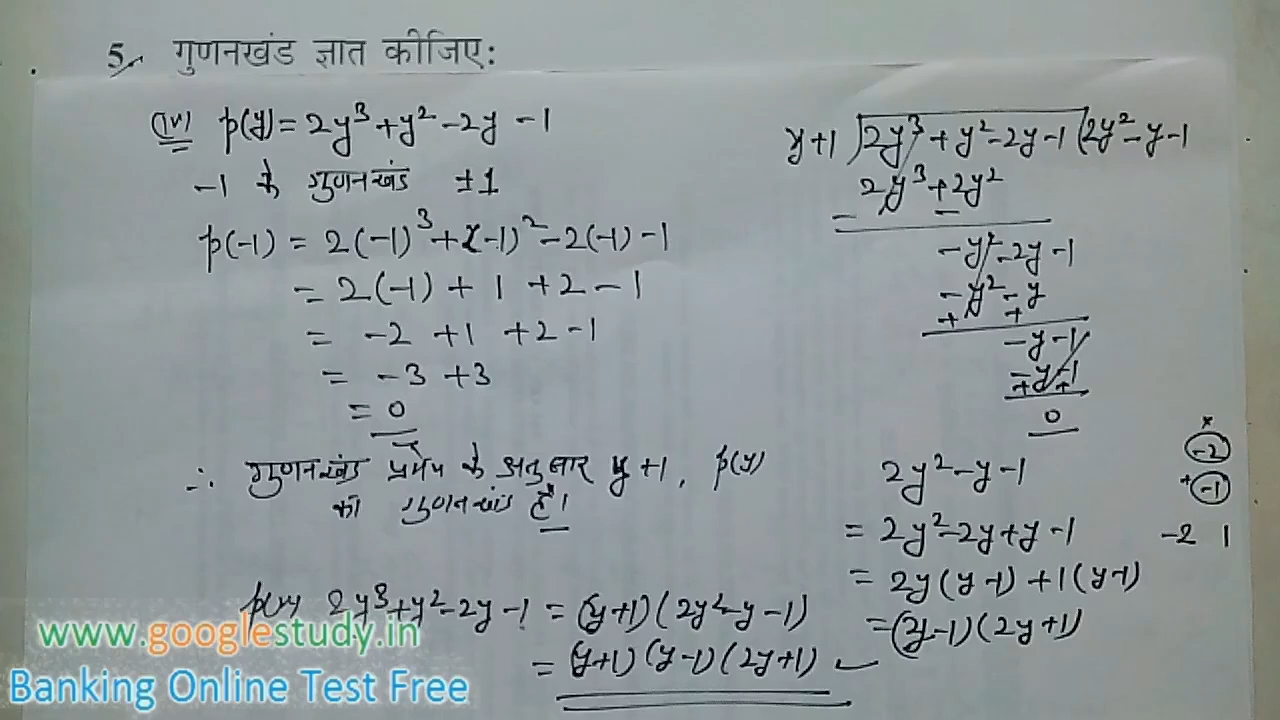 5. गुणनखंड ज्ञात कीजिए:
(iv) p(y) = 2y³ + y² - 2y - 1
-1 के गुणनखंड ±1
p(-1) = 2(-1)³ + (-1)² - 2(-1) - 1
= 2(-1) + 1 + 2 - 1
= -2 + 1 + 2 - 1
= -3 + 3
= 0
∴ गुणनखंड प्रमेय के अनुसार y+1, p(y)
का गुणनखंड है।
y+1 ) 2y³ + y² - 2y - 1 ( 2y² - y - 1
2y³ + 2y²
- -
-y² - 2y - 1
-y² - y
+ +
-y - 1
-y - 1
+ +
0
× -2
+ -1
-2 1
2y² - y - 1
= 2y² - 2y + y - 1
= 2y(y-1) + 1(y-1)
= (y-1)(2y+1)
2y³ + y² - 2y - 1 = (y+1)(2y² - y - 1)
= (y+1)(y-1)(2y+1)
www.googlestudy.in
Banking Online Test Free